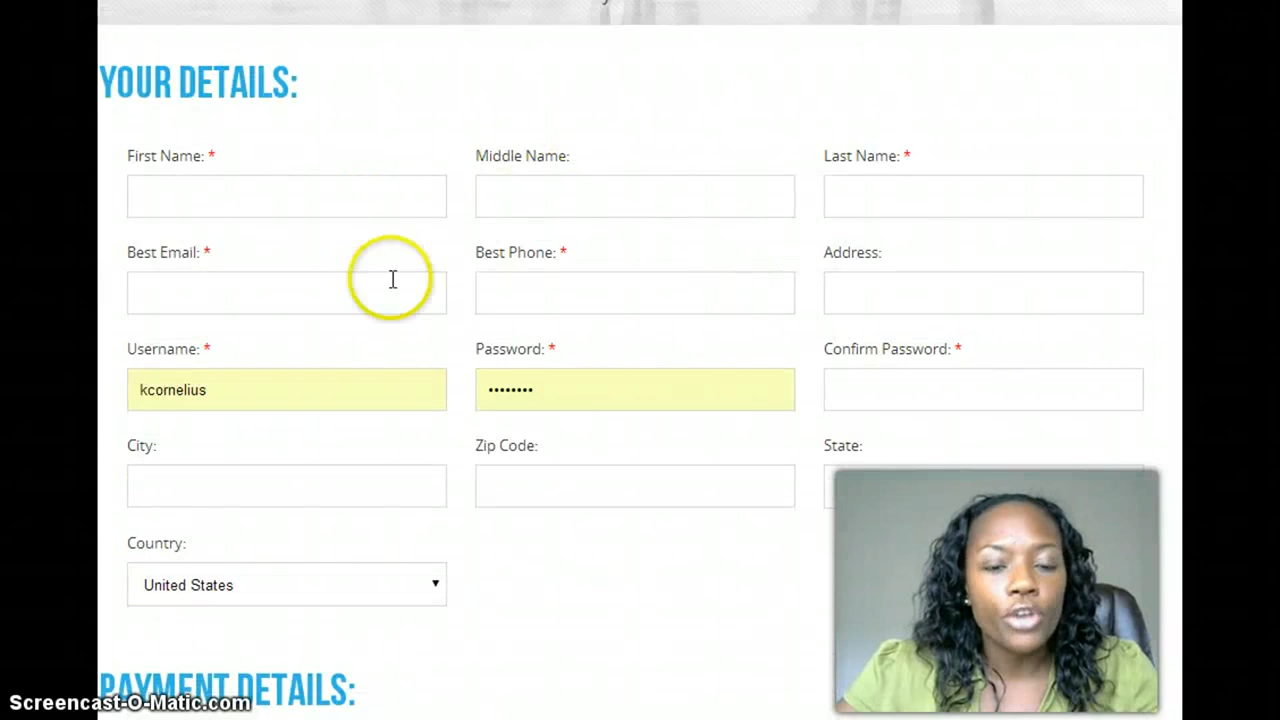 YOUR DETAILS:
First Name: * Middle Name: Last Name: *
Best Email: * Best Phone: * Address:
Username: * Password: * Confirm Password: *
kcornelius ••••••••
City: Zip Code: State:
Country:
United States
PAYMENT DETAILS:
Screencast-O-Matic.com